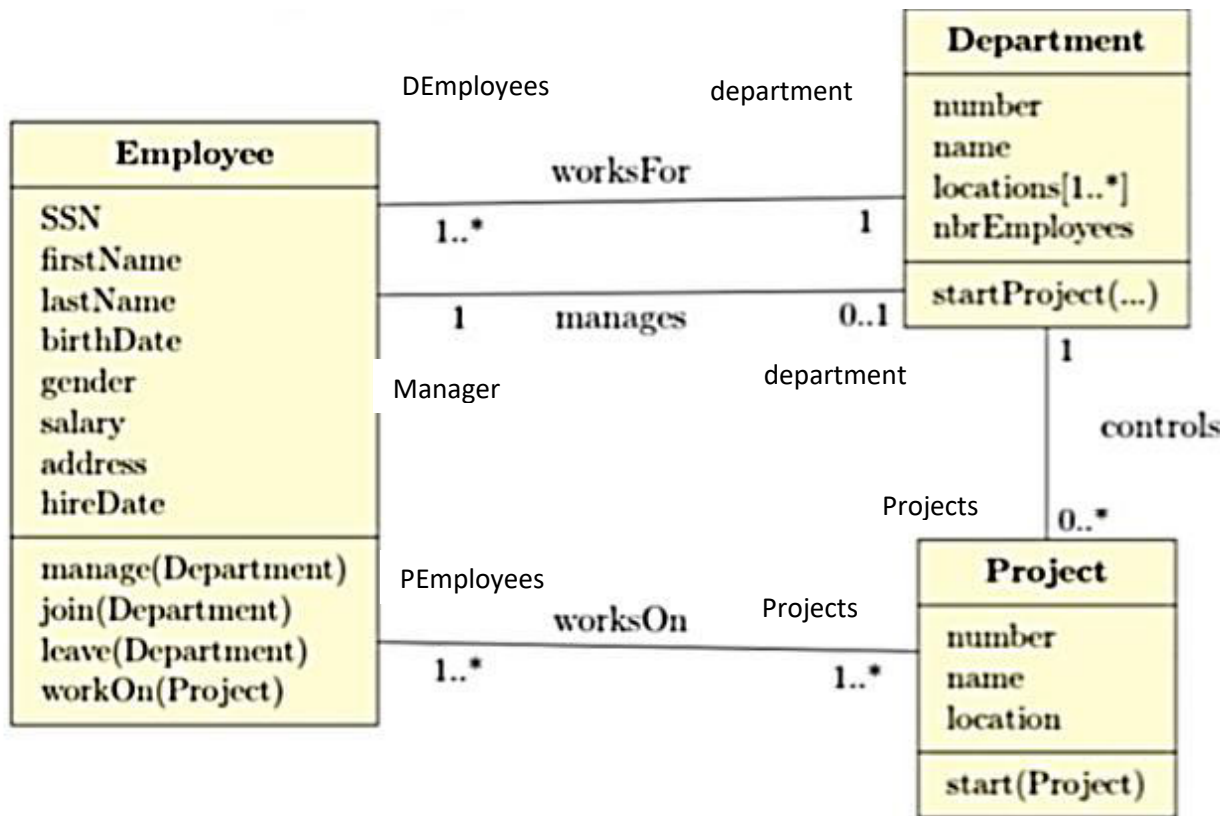 Department
number
name
locations[1..*]
nbrEmployees
startProject(...)
DEmployees
department
worksFor
1..*
1
Employee
SSN
firstName
lastName
birthDate
gender
salary
address
hireDate
manage(Department)
join(Department)
leave(Department)
workOn(Project)
1
manages
0..1
Manager
department
1
controls
Projects
0..*
PEmployees
worksOn
Projects
1..*
1..*
Project
number
name
location
start(Project)